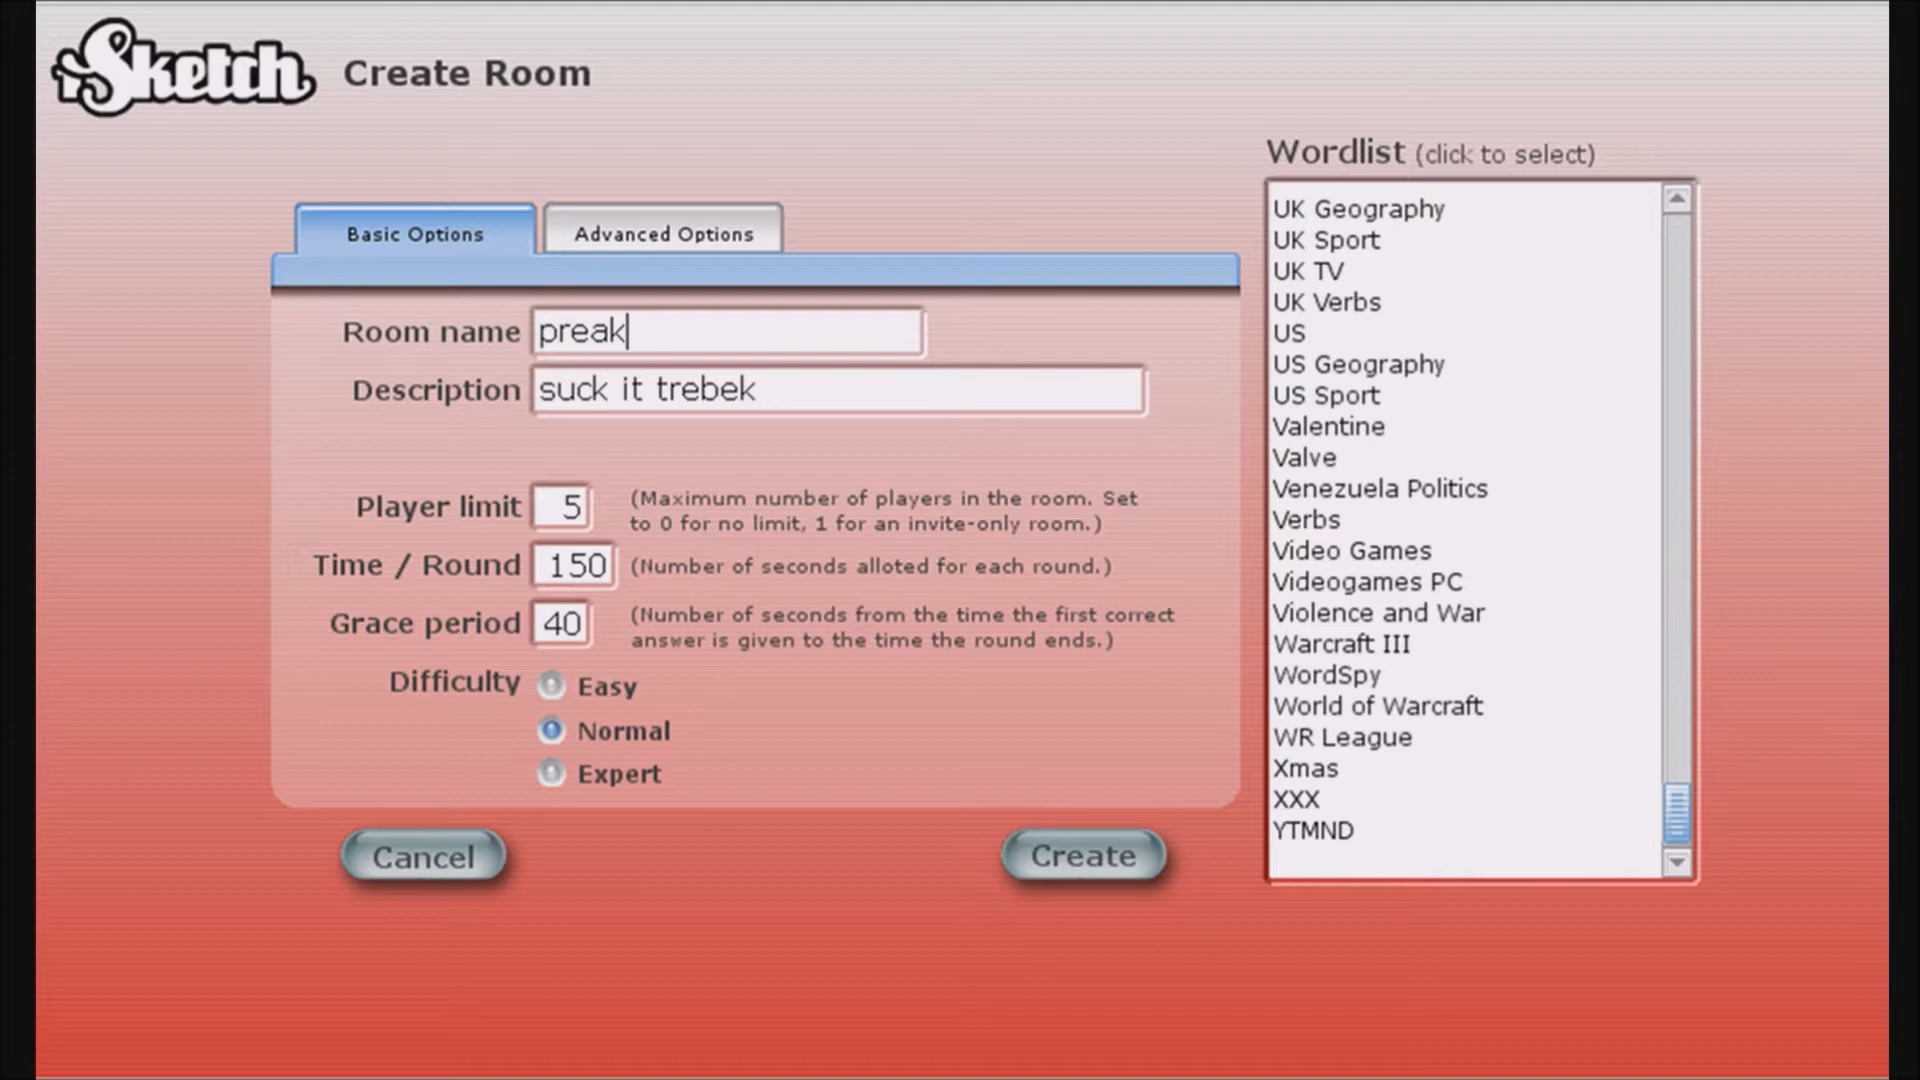 iSketch
Create Room
Wordlist (click to select)
Basic Options
Advanced Options
Room name
preak
Description
suck it trebek
Player limit
5
(Maximum number of players in the room. Set
to 0 for no limit, 1 for an invite-only room.)
Time / Round
150
(Number of seconds alloted for each round.)
Grace period
40
(Number of seconds from the time the first correct
answer is given to the time the round ends.)
Difficulty
Easy
Normal
Expert
Cancel
Create
UK Geography
UK Sport
UK TV
UK Verbs
US
US Geography
US Sport
Valentine
Valve
Venezuela Politics
Verbs
Video Games
Videogames PC
Violence and War
Warcraft III
WordSpy
World of Warcraft
WR League
Xmas
XXX
YTMND